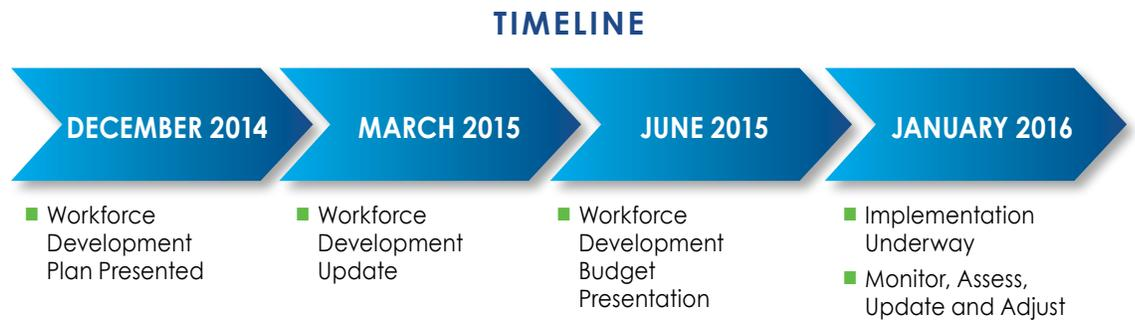 TIMELINE
DECEMBER 2014
MARCH 2015
JUNE 2015
JANUARY 2016
Workforce
Development
Plan Presented
Workforce
Development
Update
Workforce
Development
Budget
Presentation
Implementation
Underway
Monitor, Assess,
Update and Adjust